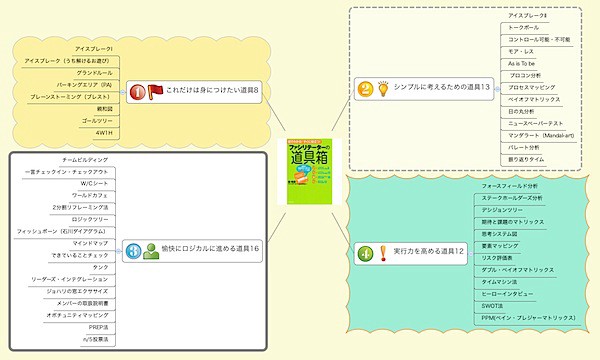 アイスブレークⅠ
アイスブレーク（うち解けるお遊び）
グランドルール
パーキングエリア（PA）
ブレーンストーミング（ブレスト）
親和図
ゴールツリー
4W1H
1 これだけは身につけたい道具8
アイスブレークⅡ
トークボール
コントロール可能・不可能
モア・レス
As is To be
プロコン分析
プロセスマッピング
ペイオフマトリックス
日の丸分析
ニュースペーパーテスト
マンダラート（Mandal-art）
パレート分析
振り返りタイム
2 シンプルに考えるための道具13
ファシリテーターの
道具箱
チームビルディング
一言チェックイン・チェックアウト
W/Cシート
ワールドカフェ
2分割リフレーミング法
ロジックツリー
フィッシュボーン（石川ダイアグラム）
マインドマップ
できていることチェック
タンク
リーダーズ・インテグレーション
ジョハリの窓エクササイズ
メンバーの取扱説明書
オポチュニティマッピング
PREP法
n/5投票法
3 愉快にロジカルに進める道具16
フォースフィールド分析
ステークホルダーズ分析
デシジョンツリー
期待と課題のマトリックス
思考システム図
要素マッピング
リスク評価表
ダブル・ペイオフマトリックス
タイムマシン法
ヒーローインタビュー
SWOT法
PPM(ペイン・プレジャーマトリックス）
4 実行力を高める道具12